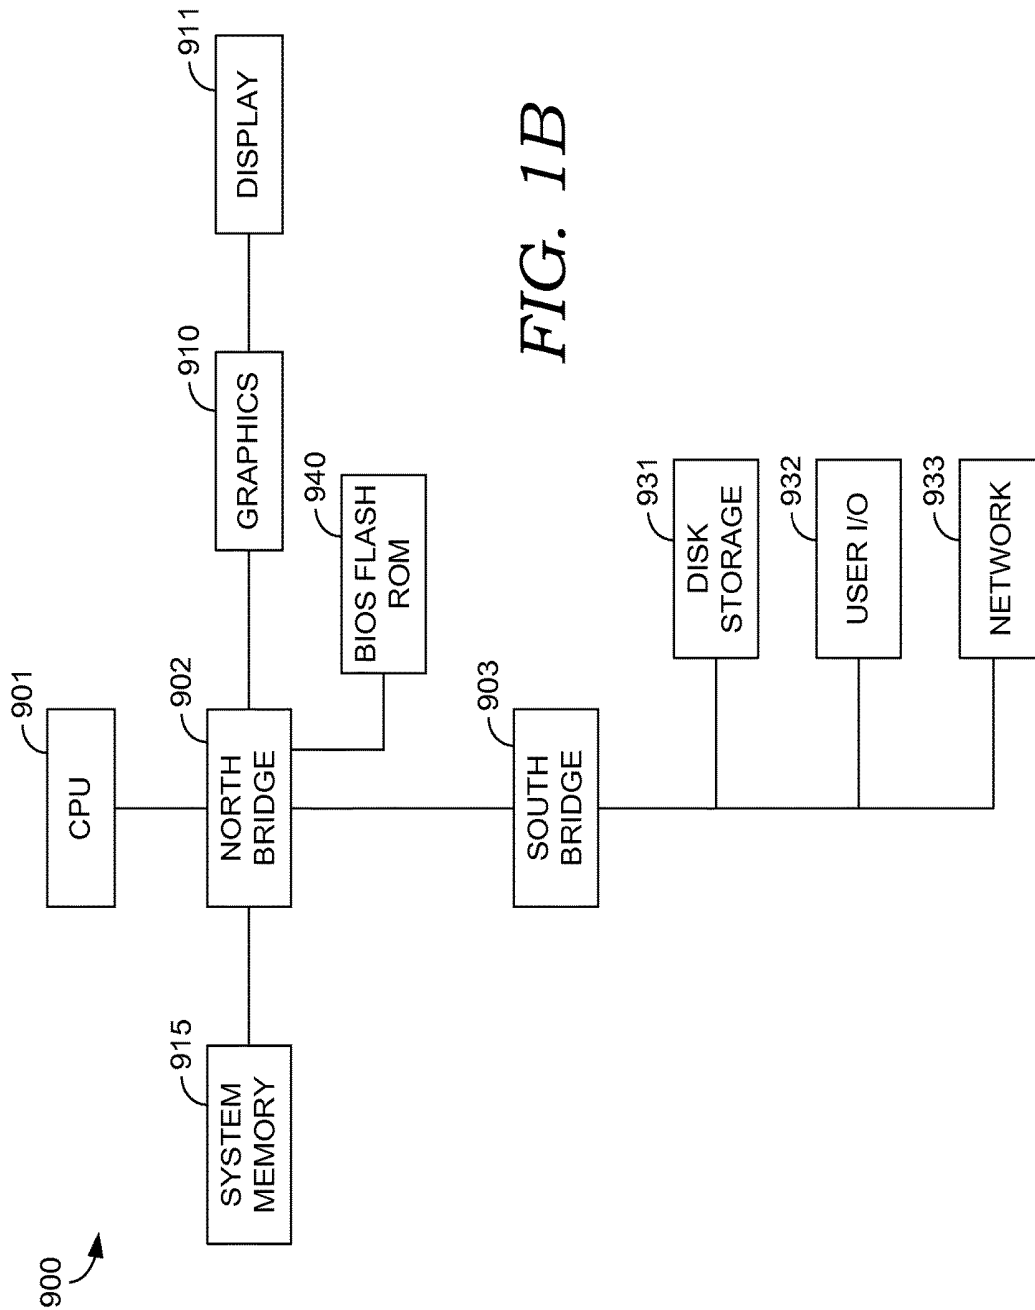 900
901
CPU
915
SYSTEM
MEMORY
902
NORTH
BRIDGE
910
GRAPHICS
911
DISPLAY
940
BIOS FLASH
ROM
903
SOUTH
BRIDGE
931
DISK
STORAGE
932
USER I/O
933
NETWORK
FIG. 1B